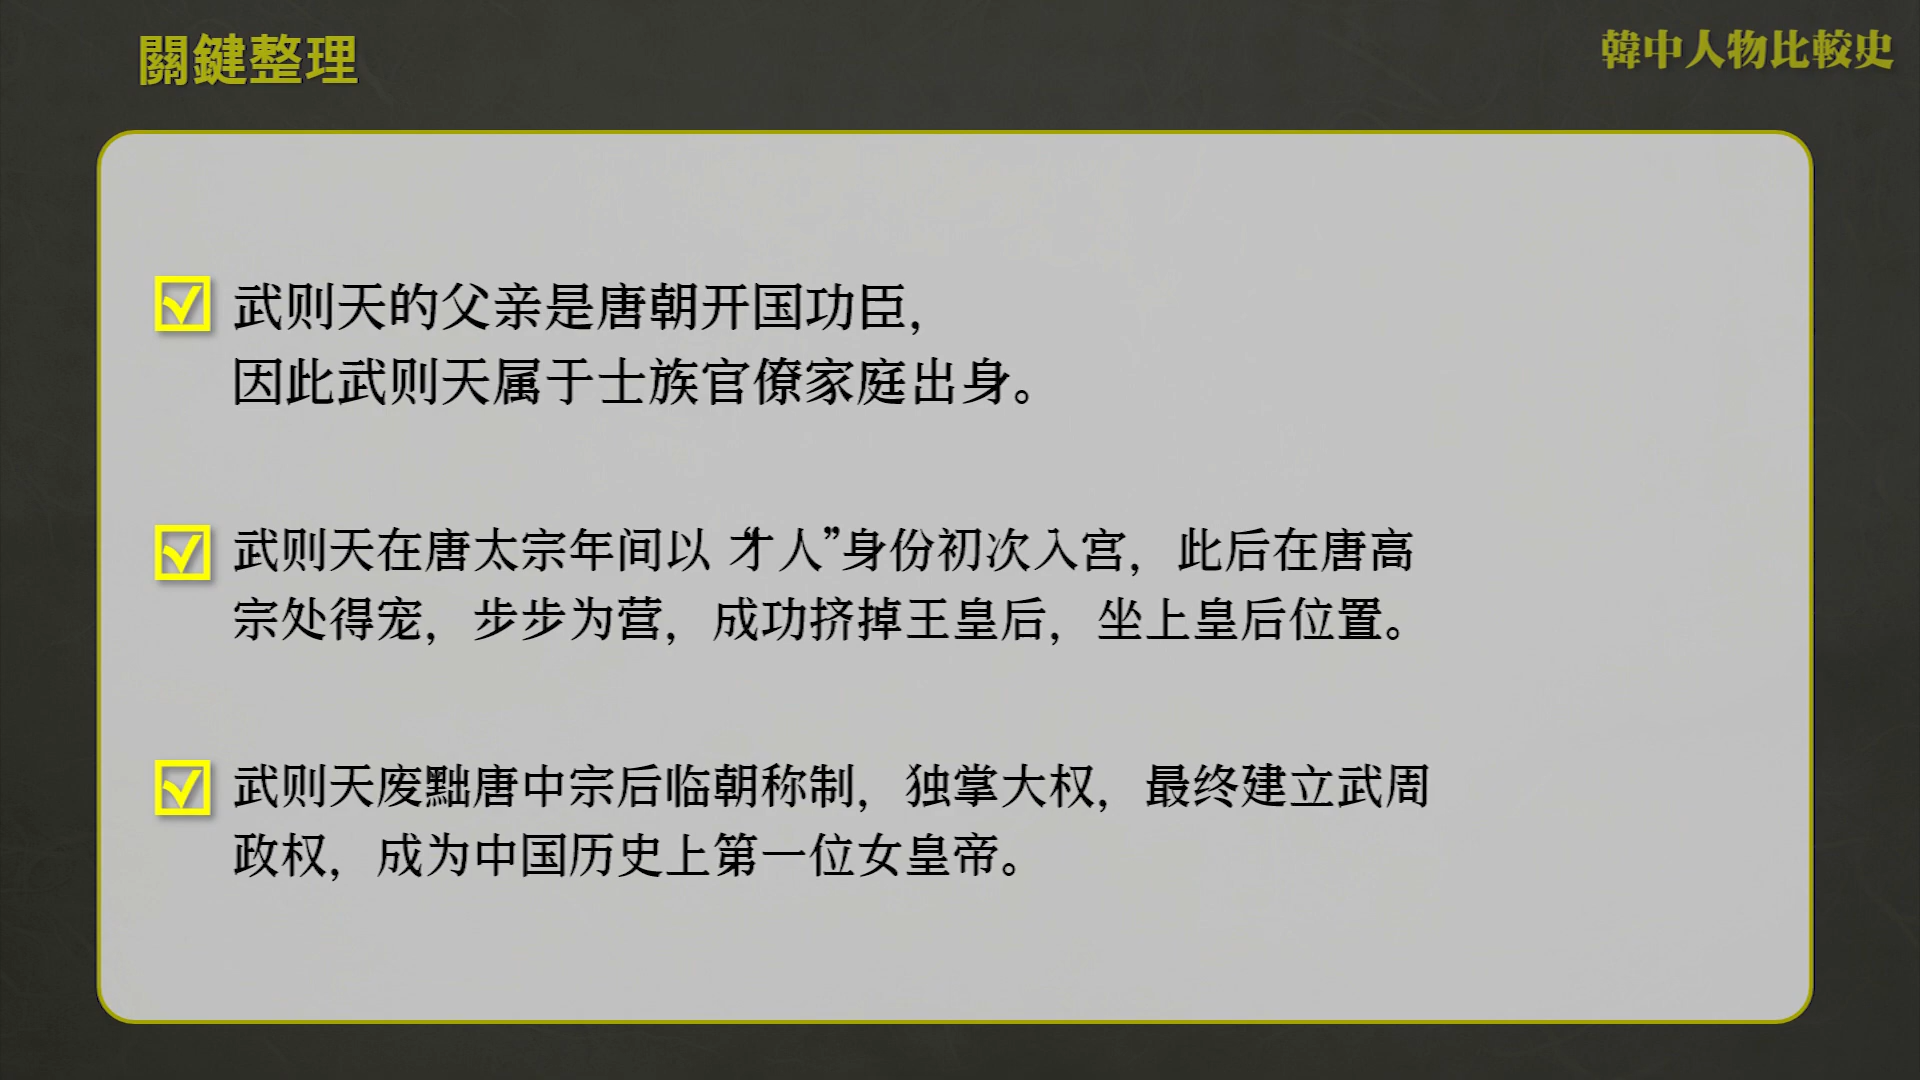 關鍵整理
韓中人物比較史
武则天的父亲是唐朝开国功臣，
因此武则天属于士族官僚家庭出身。
武则天在唐太宗年间以 “才人”身份初次入宫，此后在唐高
宗处得宠，步步为营，成功挤掉王皇后，坐上皇后位置。
武则天废黜唐中宗后临朝称制，独掌大权，最终建立武周
政权，成为中国历史上第一位女皇帝。